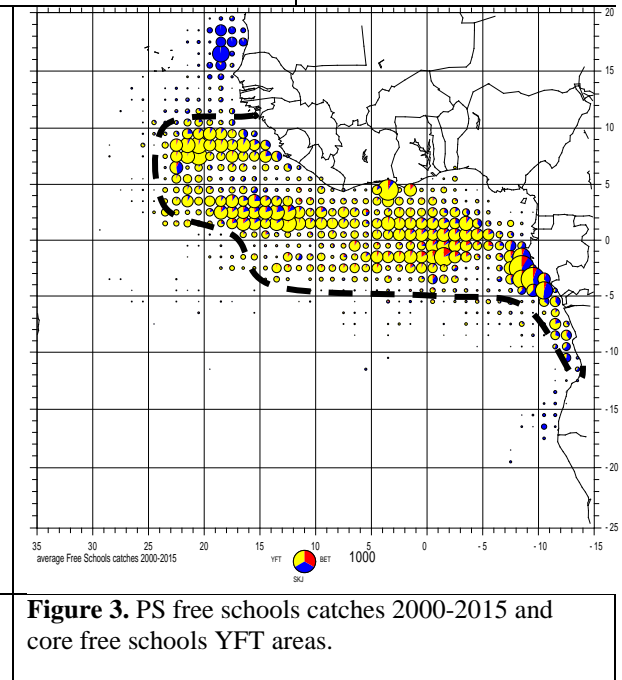 20
15
10
5
0
-5
-10
-15
-20
-25
35 30 25 20 15 10 5 0 -5 -10 -15
average Free Schools catches 2000-2015 YFT BET 1000
SKJ
Figure 3. PS free schools catches 2000-2015 and
core free schools YFT areas.